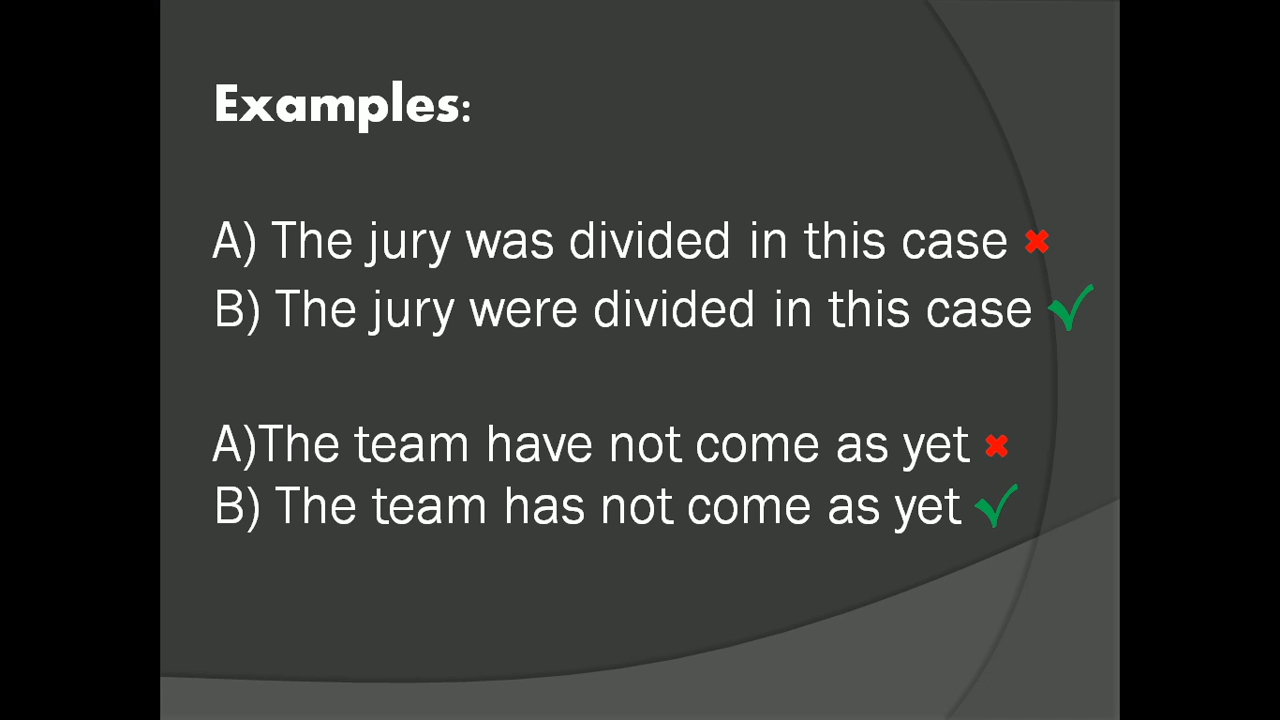 Examples:
A) The jury was divided in this case ✖
B) The jury were divided in this case ✓
A)The team have not come as yet ✖
B) The team has not come as yet ✓